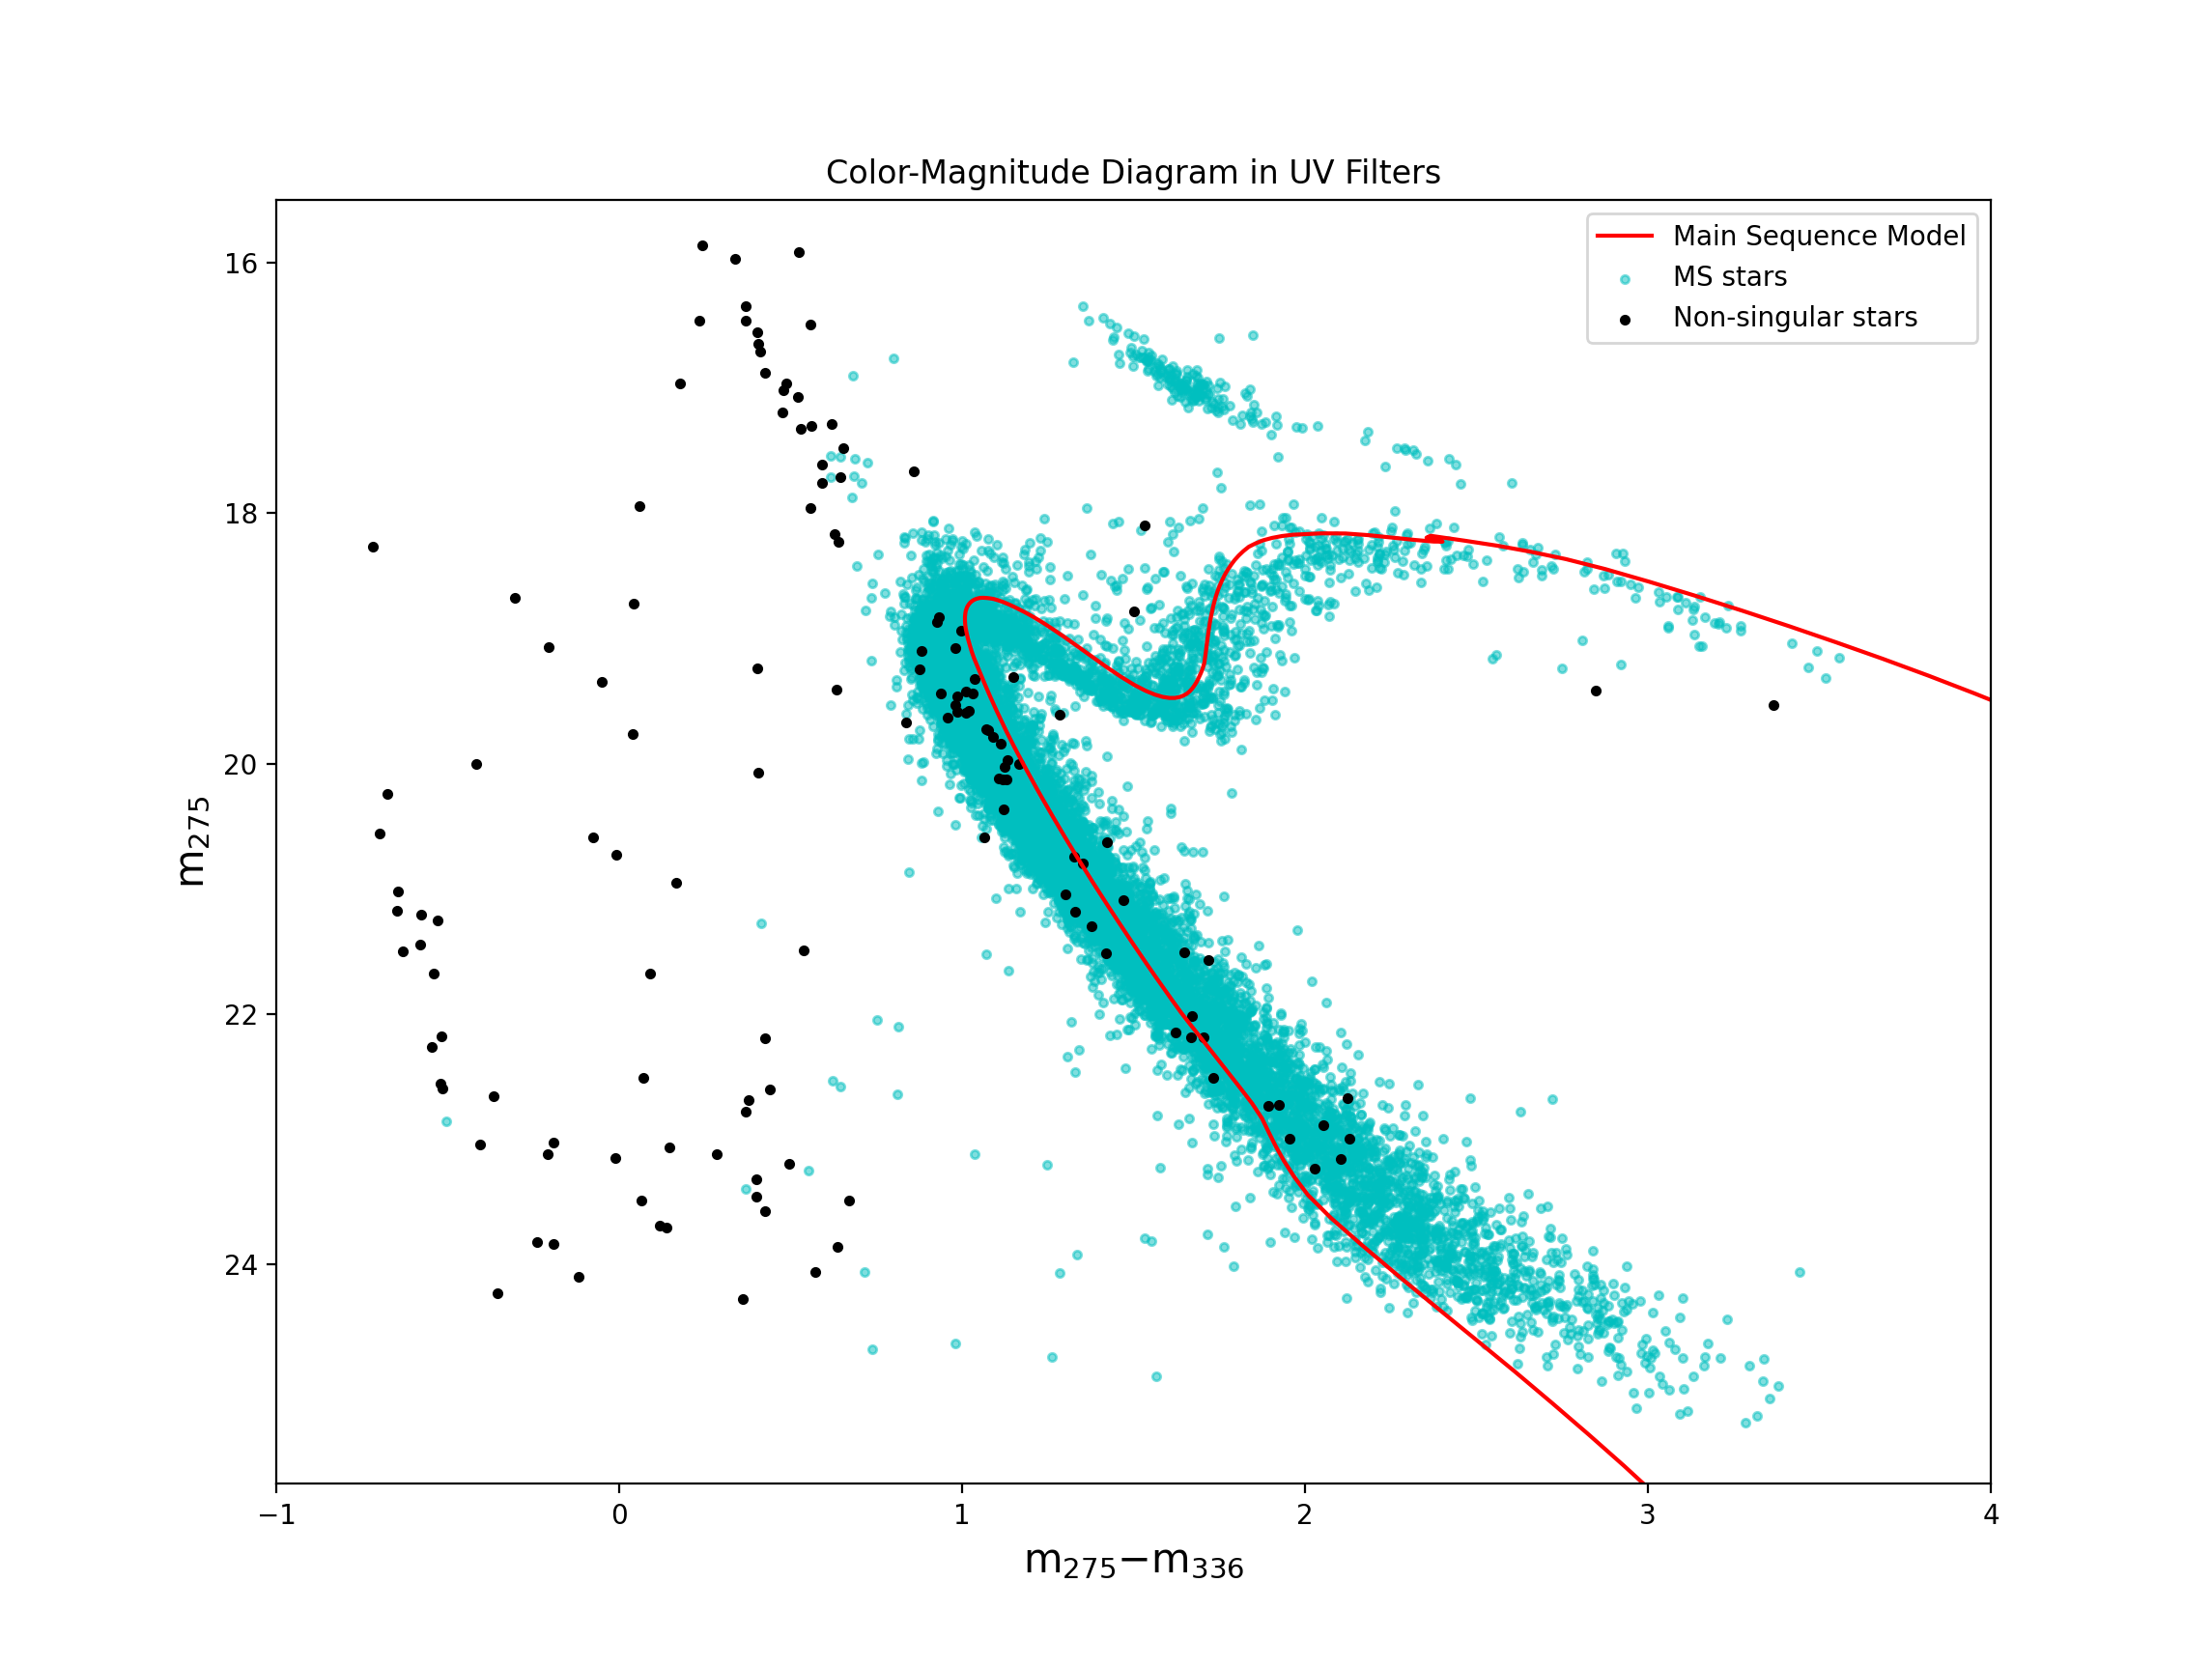 Color-Magnitude Diagram in UV Filters
Main Sequence Model
MS stars
Non-singular stars
16
18
20
22
24
m₂₇₅
−1 0 1 2 3 4
m₂₇₅−m₃₃₆